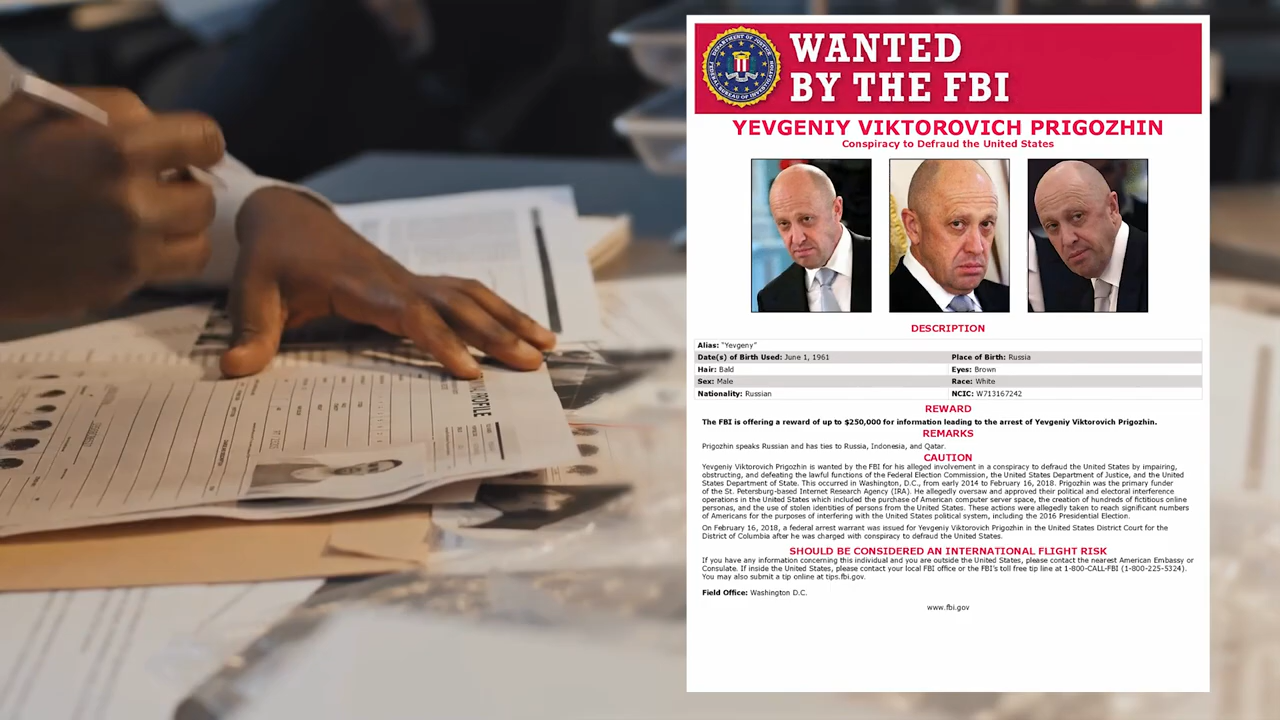 WANTED
BY THE FBI
YEVGENIY VIKTOROVICH PRIGOZHIN
Conspiracy to Defraud the United States
DESCRIPTION
Alias: "Yevgeny"
Date(s) of Birth Used: June 1, 1961 Place of Birth: Russia
Hair: Bald Eyes: Brown
Sex: Male Race: White
Nationality: Russian NCIC: W713167242
REWARD
The FBI is offering a reward of up to $250,000 for information leading to the arrest of Yevgeniy Viktorovich Prigozhin.
REMARKS
Prigozhin speaks Russian and has ties to Russia, Indonesia, and Qatar.
CAUTION
Yevgeniy Viktorovich Prigozhin is wanted by the FBI for his alleged involvement in a conspiracy to defraud the United States by impairing,
obstructing, and defeating the lawful functions of the Federal Election Commission, the United States Department of Justice, and the United
States Department of State. This occurred in Washington, D.C., from early 2014 to February 16, 2018. Prigozhin was the primary funder
of the St. Petersburg-based Internet Research Agency (IRA). He allegedly oversaw and approved their political and electoral interference
operations in the United States which included the purchase of American computer server space, the creation of hundreds of fictitious online
personas, and the use of stolen identities of persons from the United States. These actions were allegedly taken to reach significant numbers
of Americans for the purposes of interfering with the United States political system, including the 2016 Presidential Election.
On February 16, 2018, a federal arrest warrant was issued for Yevgeniy Viktorovich Prigozhin in the United States District Court for the
District of Columbia after he was charged with conspiracy to defraud the United States.
SHOULD BE CONSIDERED AN INTERNATIONAL FLIGHT RISK
If you have any information concerning this individual and you are outside the United States, please contact the nearest American Embassy or
Consulate. If inside the United States, please contact your local FBI office or the FBI's toll free tip line at 1-800-CALL-FBI (1-800-225-5324).
You may also submit a tip online at tips.fbi.gov.
Field Office: Washington D.C.
www.fbi.gov
PROFILE